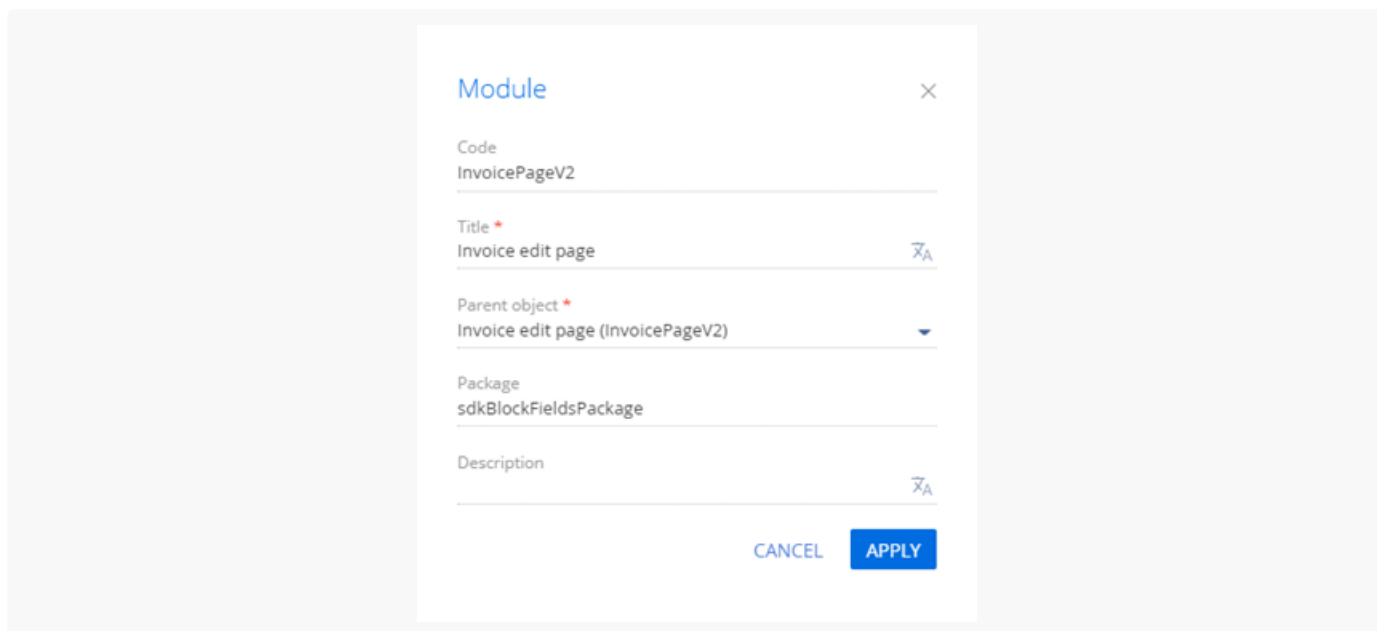 Module
Code
InvoicePageV2
Title *
Invoice edit page
Parent object *
Invoice edit page (InvoicePageV2)
Package
sdkBlockFieldsPackage
Description
CANCEL APPLY